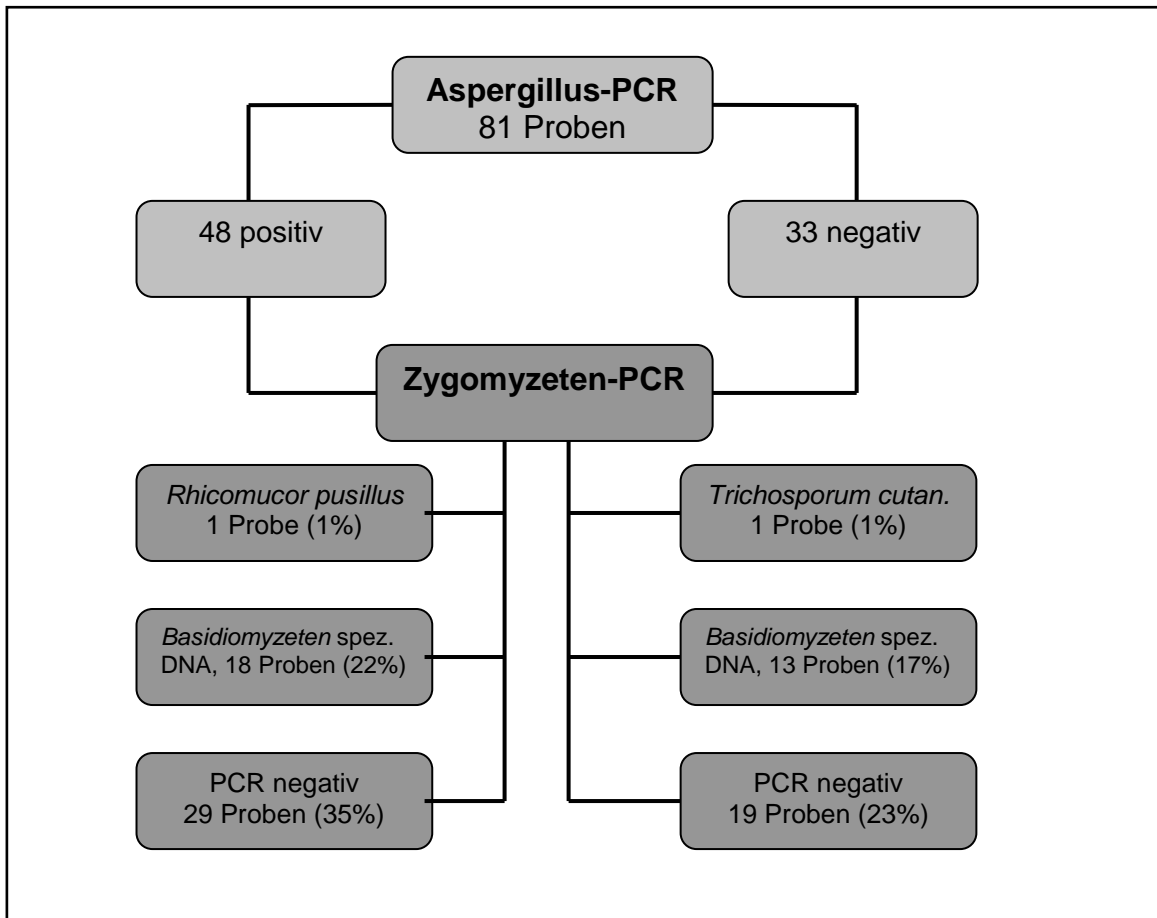 Aspergillus-PCR
81 Proben
48 positiv
33 negativ
Zygomyzeten-PCR
Rhicomucor pusillus
1 Probe (1%)
Trichosporum cutan.
1 Probe (1%)
Basidiomyzeten spez.
DNA, 18 Proben (22%)
Basidiomyzeten spez.
DNA, 13 Proben (17%)
PCR negativ
29 Proben (35%)
PCR negativ
19 Proben (23%)